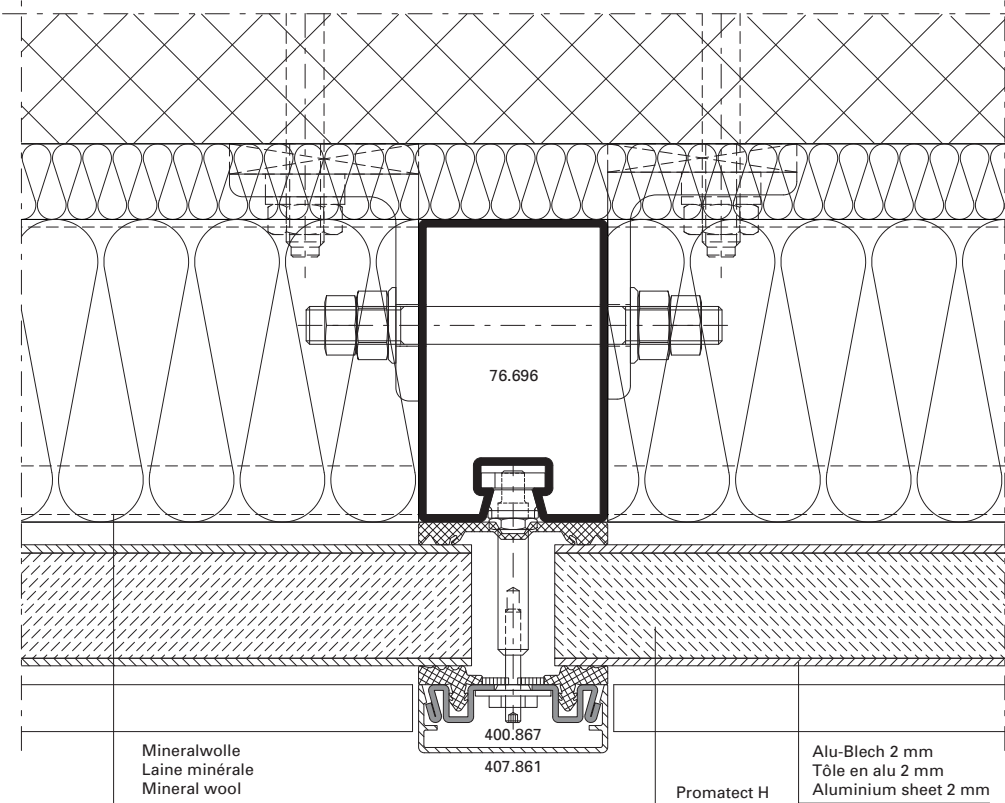 76.696
400.867
407.861
Mineralwolle
Laine minérale
Mineral wool
Promatect H
Alu-Blech 2 mm
Tôle en alu 2 mm
Aluminium sheet 2 mm